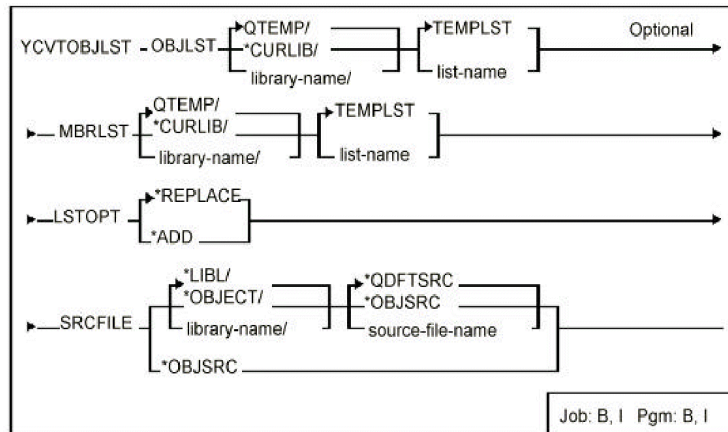 QTEMP/ TEMPLST Optional
YCVTOBJLST OBJLST *CURLIB/
library-name/ list-name
QTEMP/ TEMPLST
MBRLST *CURLIB/
library-name/ list-name
*REPLACE
LSTOPT
*ADD
*LIBL/ *QDFTSRC
*OBJECT/ *OBJSRC
SRCFILE library-name/ source-file-name
*OBJSRC
Job: B, I Pgm: B, I